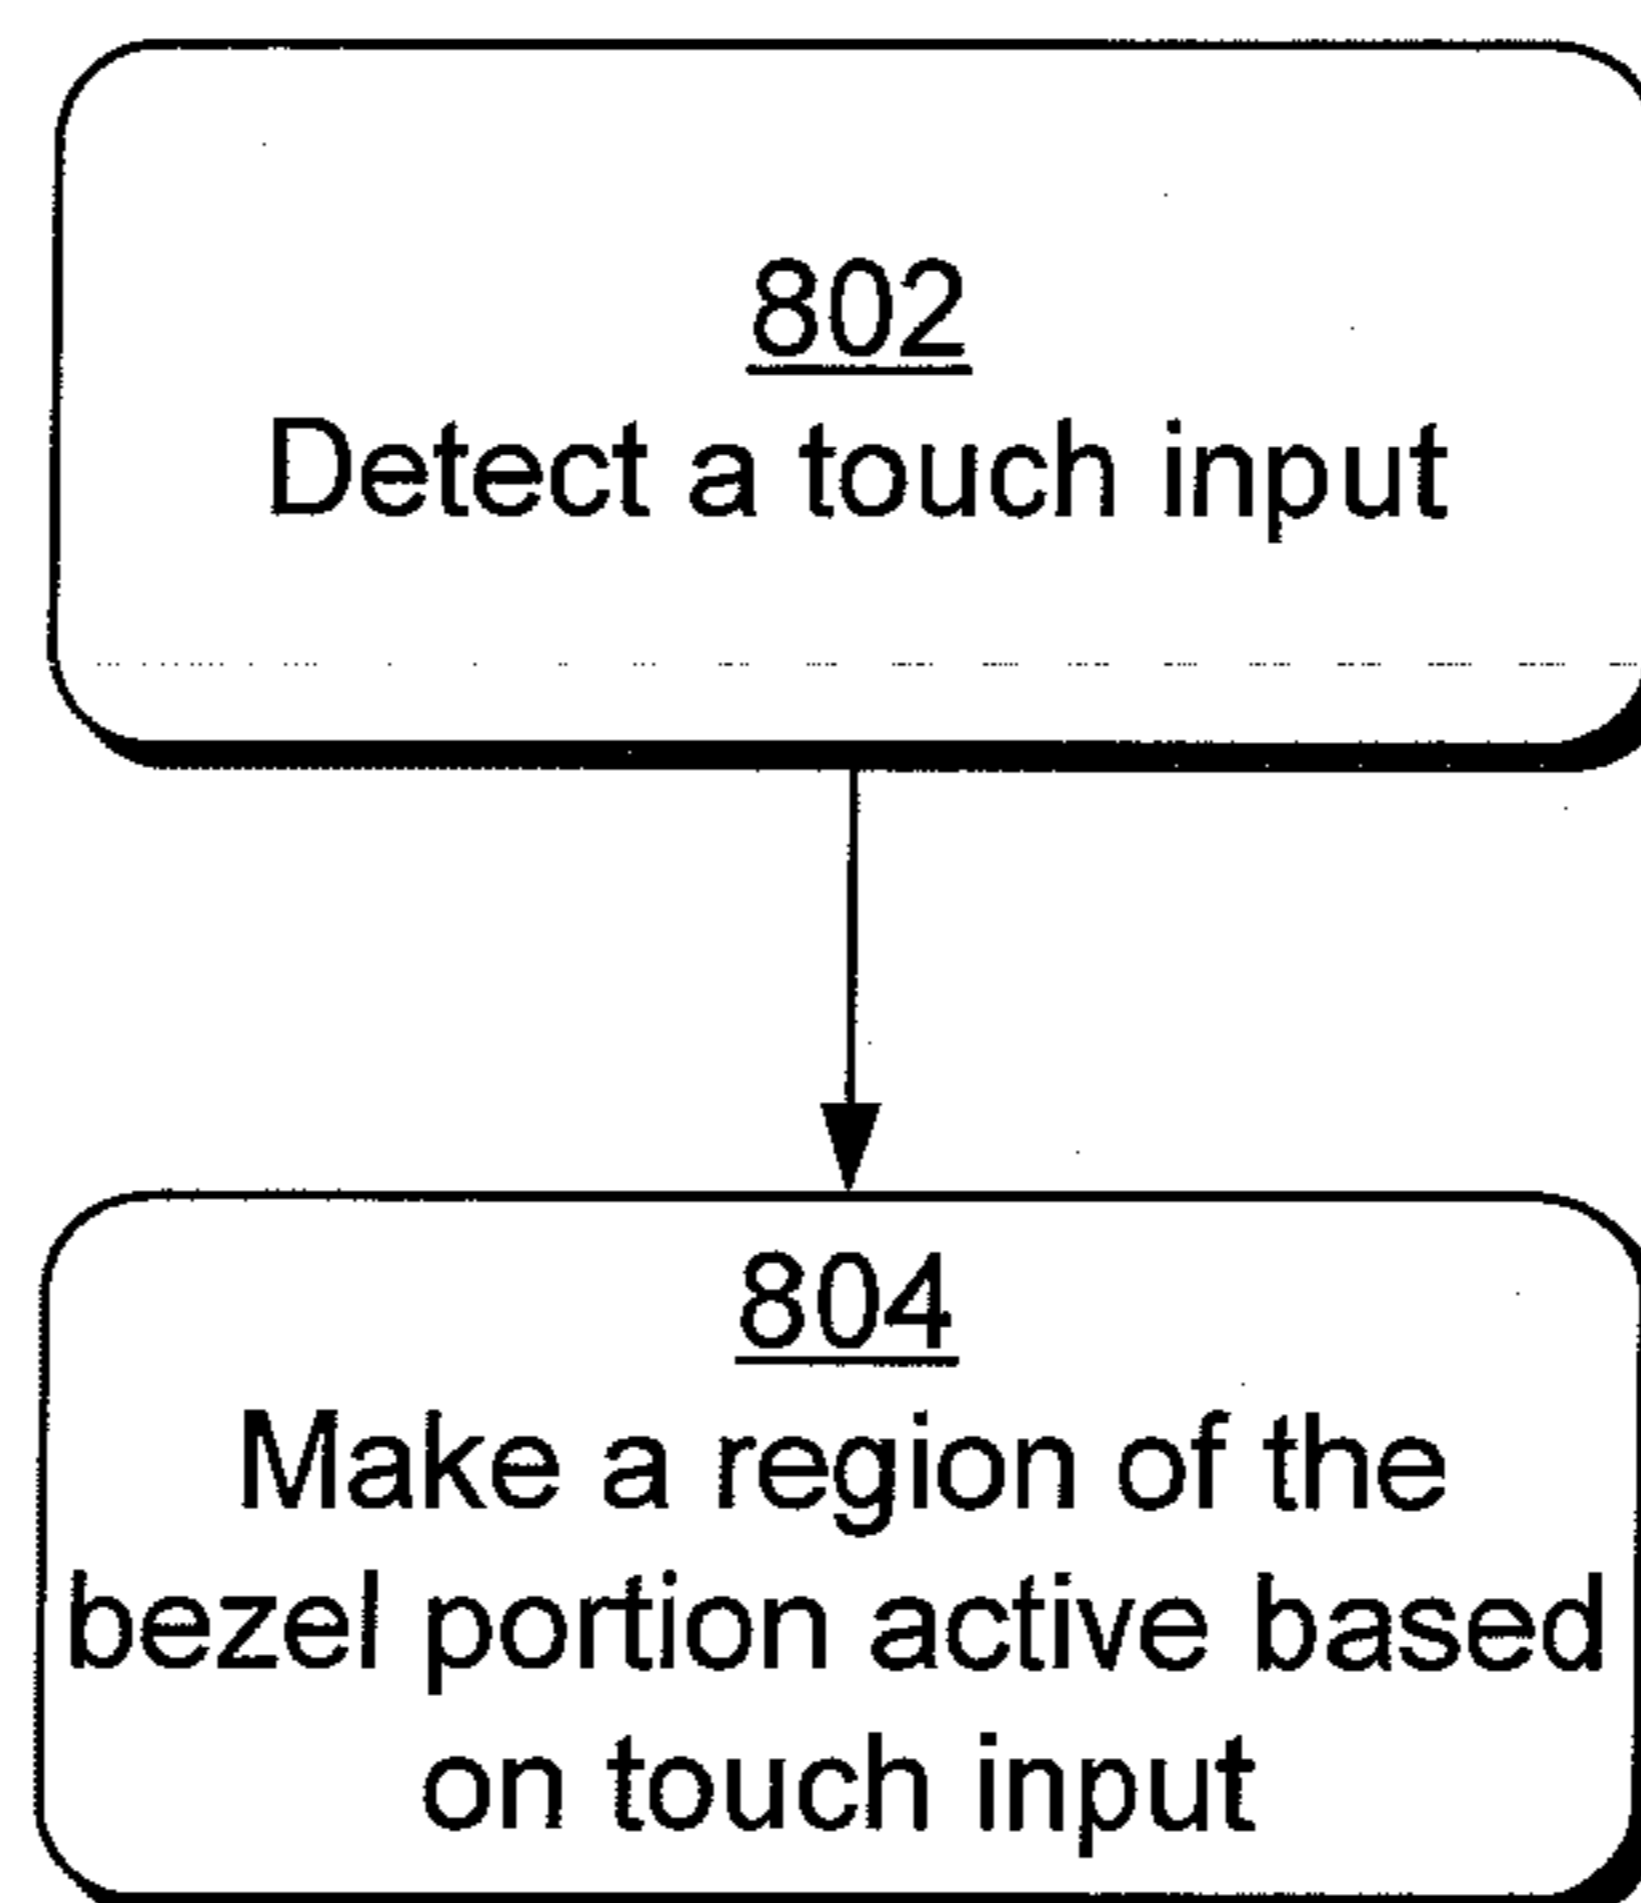 802
Detect a touch input
804
Make a region of the
bezel portion active based
on touch input